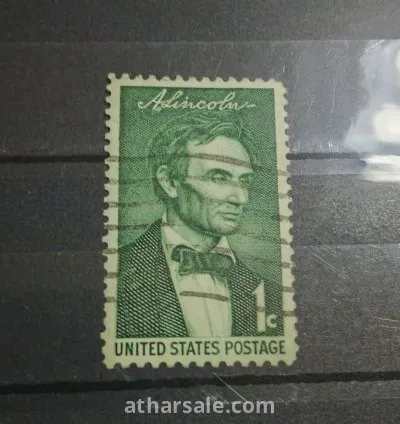 A. Lincoln
1c
UNITED STATES POSTAGE
atharsale.com